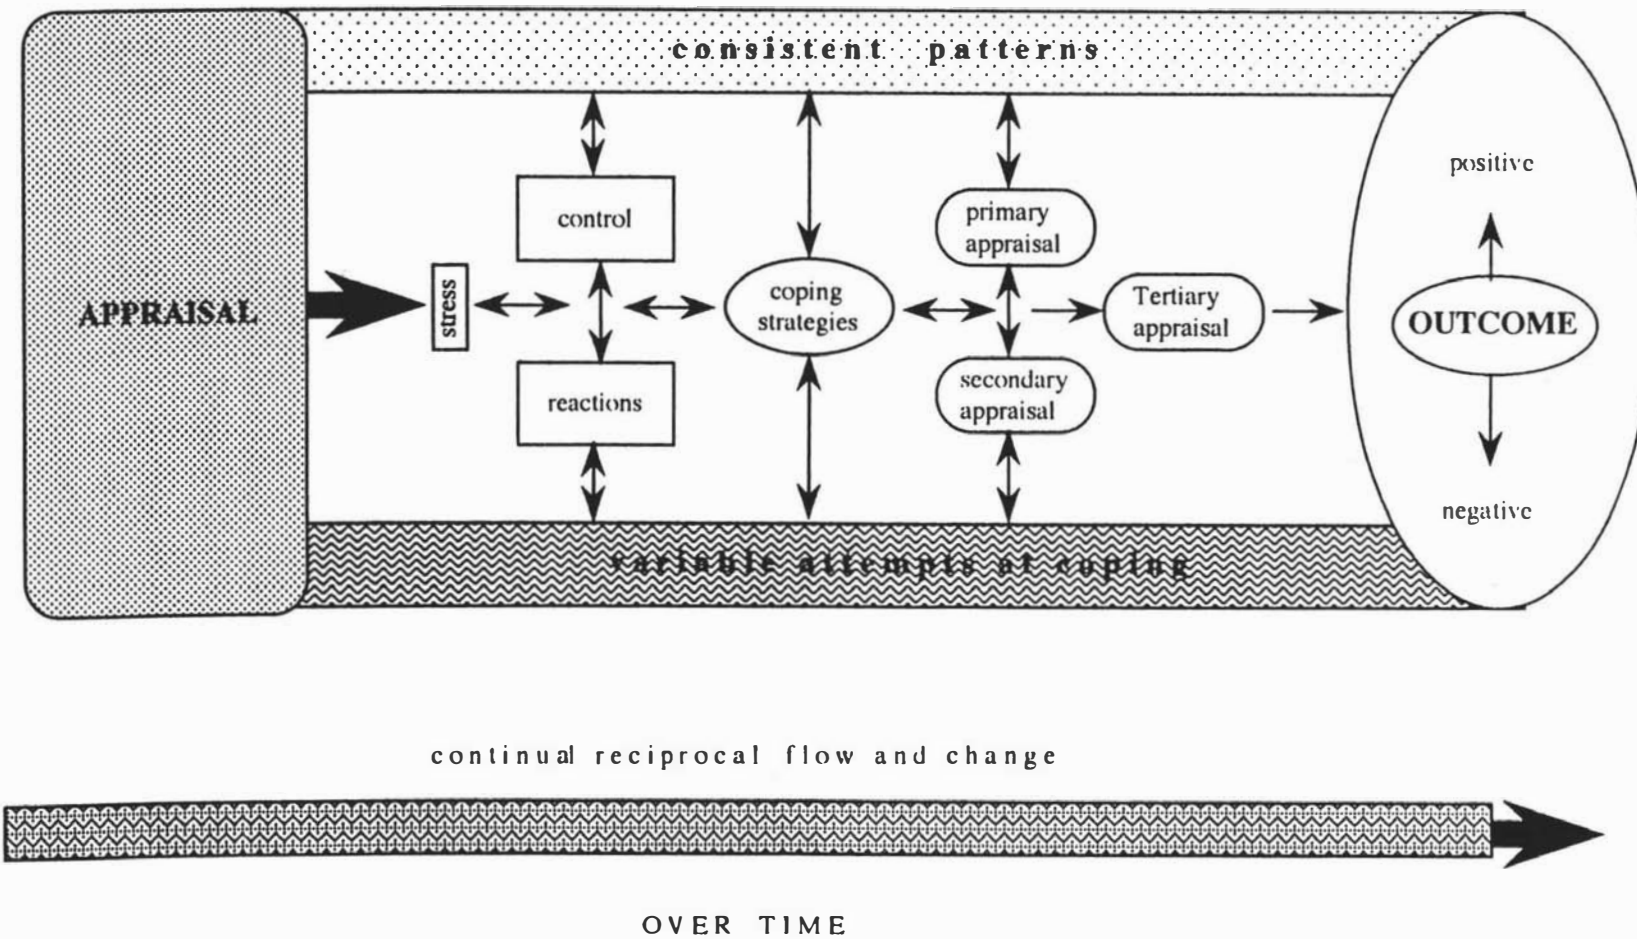 consistent patterns
APPRAISAL
stress
control
reactions
coping
strategies
primary
appraisal
secondary
appraisal
Tertiary
appraisal
positive
OUTCOME
negative
variable attempts at coping
continual reciprocal flow and change
OVER TIME